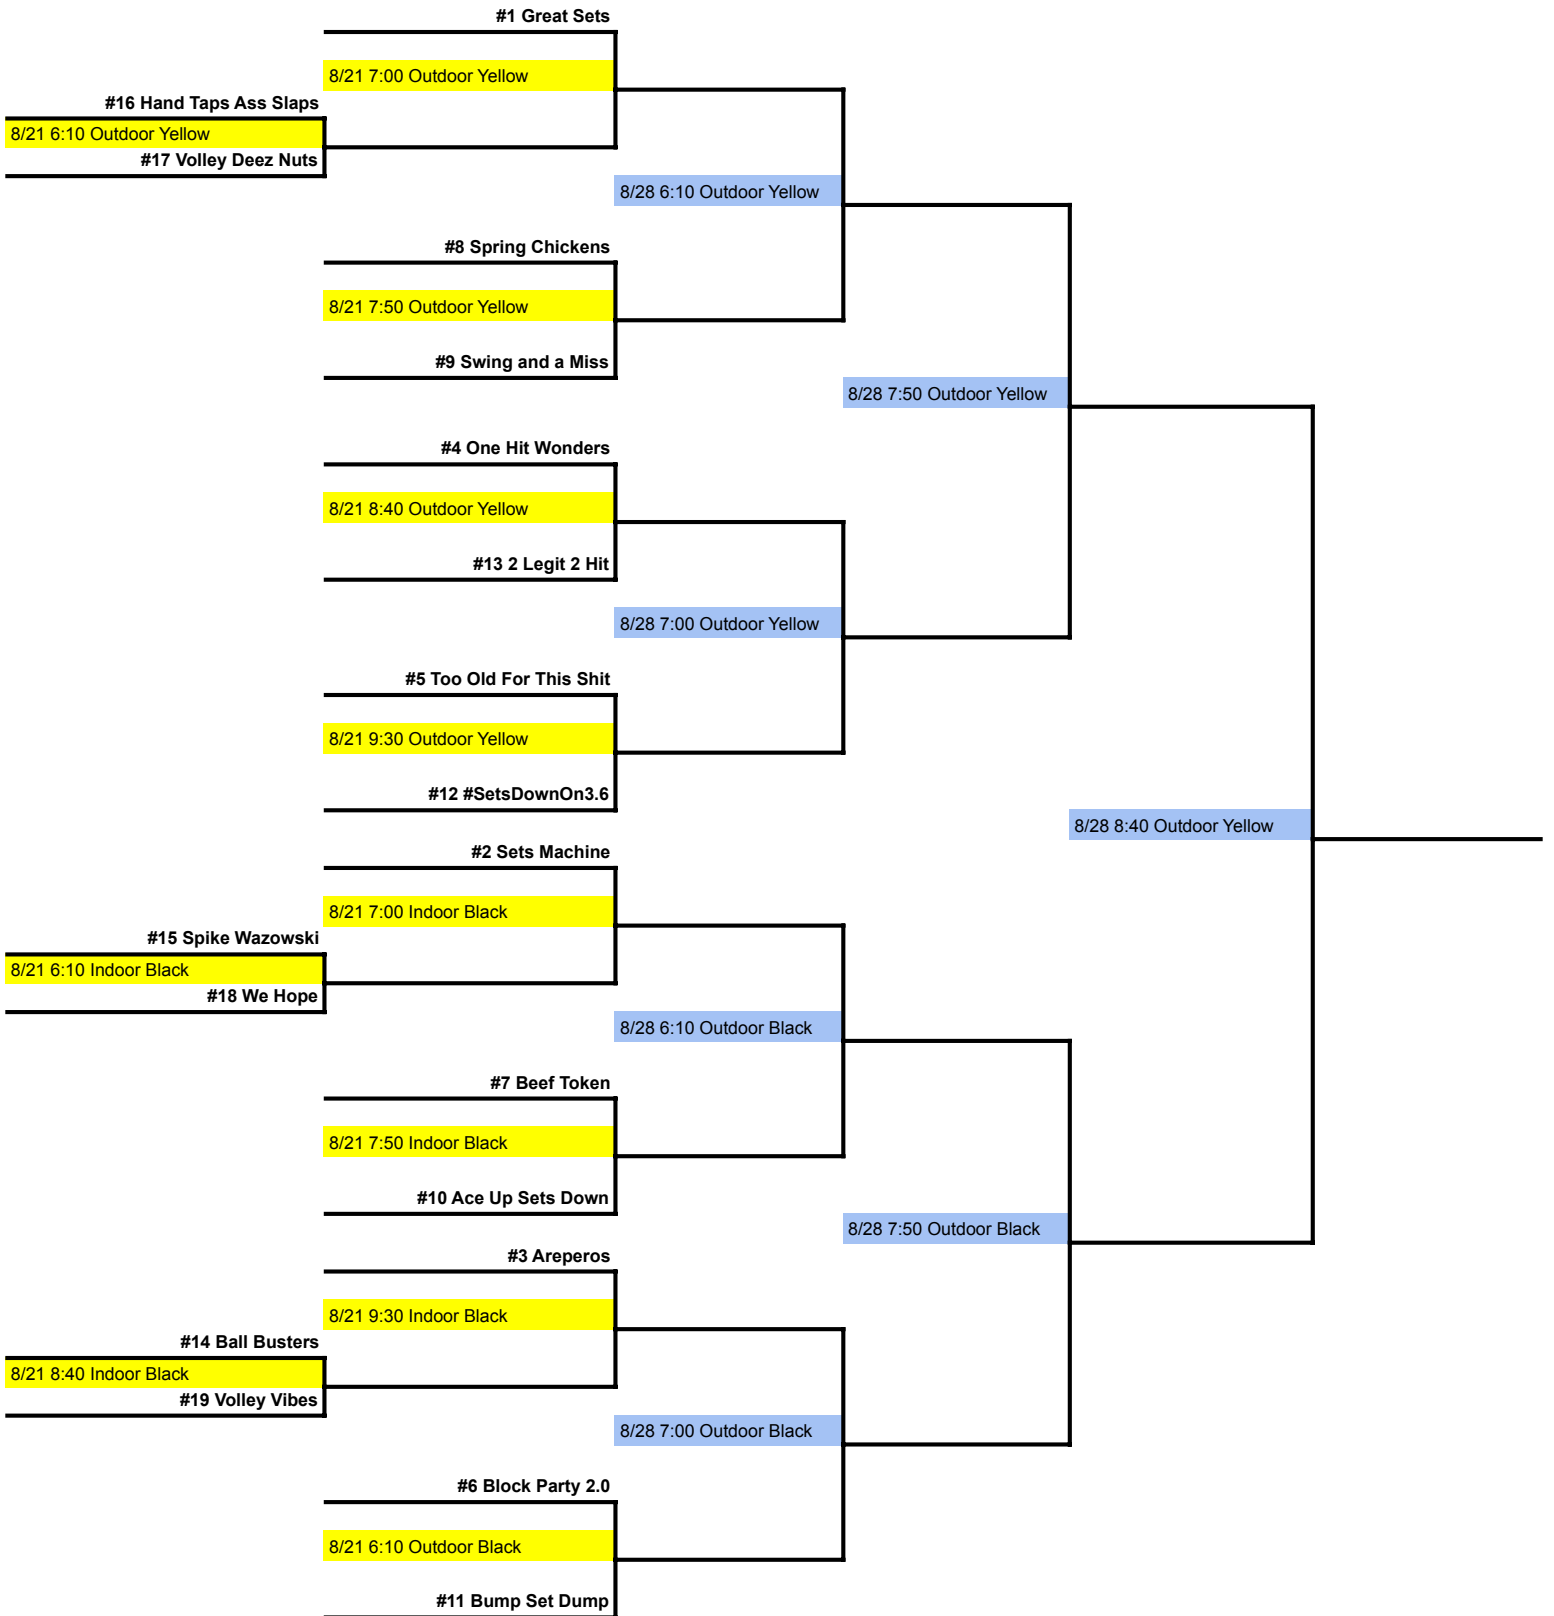 #1 Great Sets
8/21 7:00 Outdoor Yellow
#16 Hand Taps Ass Slaps
8/21 6:10 Outdoor Yellow
#17 Volley Deez Nuts
8/28 6:10 Outdoor Yellow
#8 Spring Chickens
8/21 7:50 Outdoor Yellow
#9 Swing and a Miss
8/28 7:50 Outdoor Yellow
#4 One Hit Wonders
8/21 8:40 Outdoor Yellow
#13 2 Legit 2 Hit
8/28 7:00 Outdoor Yellow
#5 Too Old For This Shit
8/21 9:30 Outdoor Yellow
#12 #SetsDownOn3.6
8/28 8:40 Outdoor Yellow
#2 Sets Machine
8/21 7:00 Indoor Black
#15 Spike Wazowski
8/21 6:10 Indoor Black
#18 We Hope
8/28 6:10 Outdoor Black
#7 Beef Token
8/21 7:50 Indoor Black
#10 Ace Up Sets Down
8/28 7:50 Outdoor Black
#3 Areperos
8/21 9:30 Indoor Black
#14 Ball Busters
8/21 8:40 Indoor Black
#19 Volley Vibes
8/28 7:00 Outdoor Black
#6 Block Party 2.0
8/21 6:10 Outdoor Black
#11 Bump Set Dump